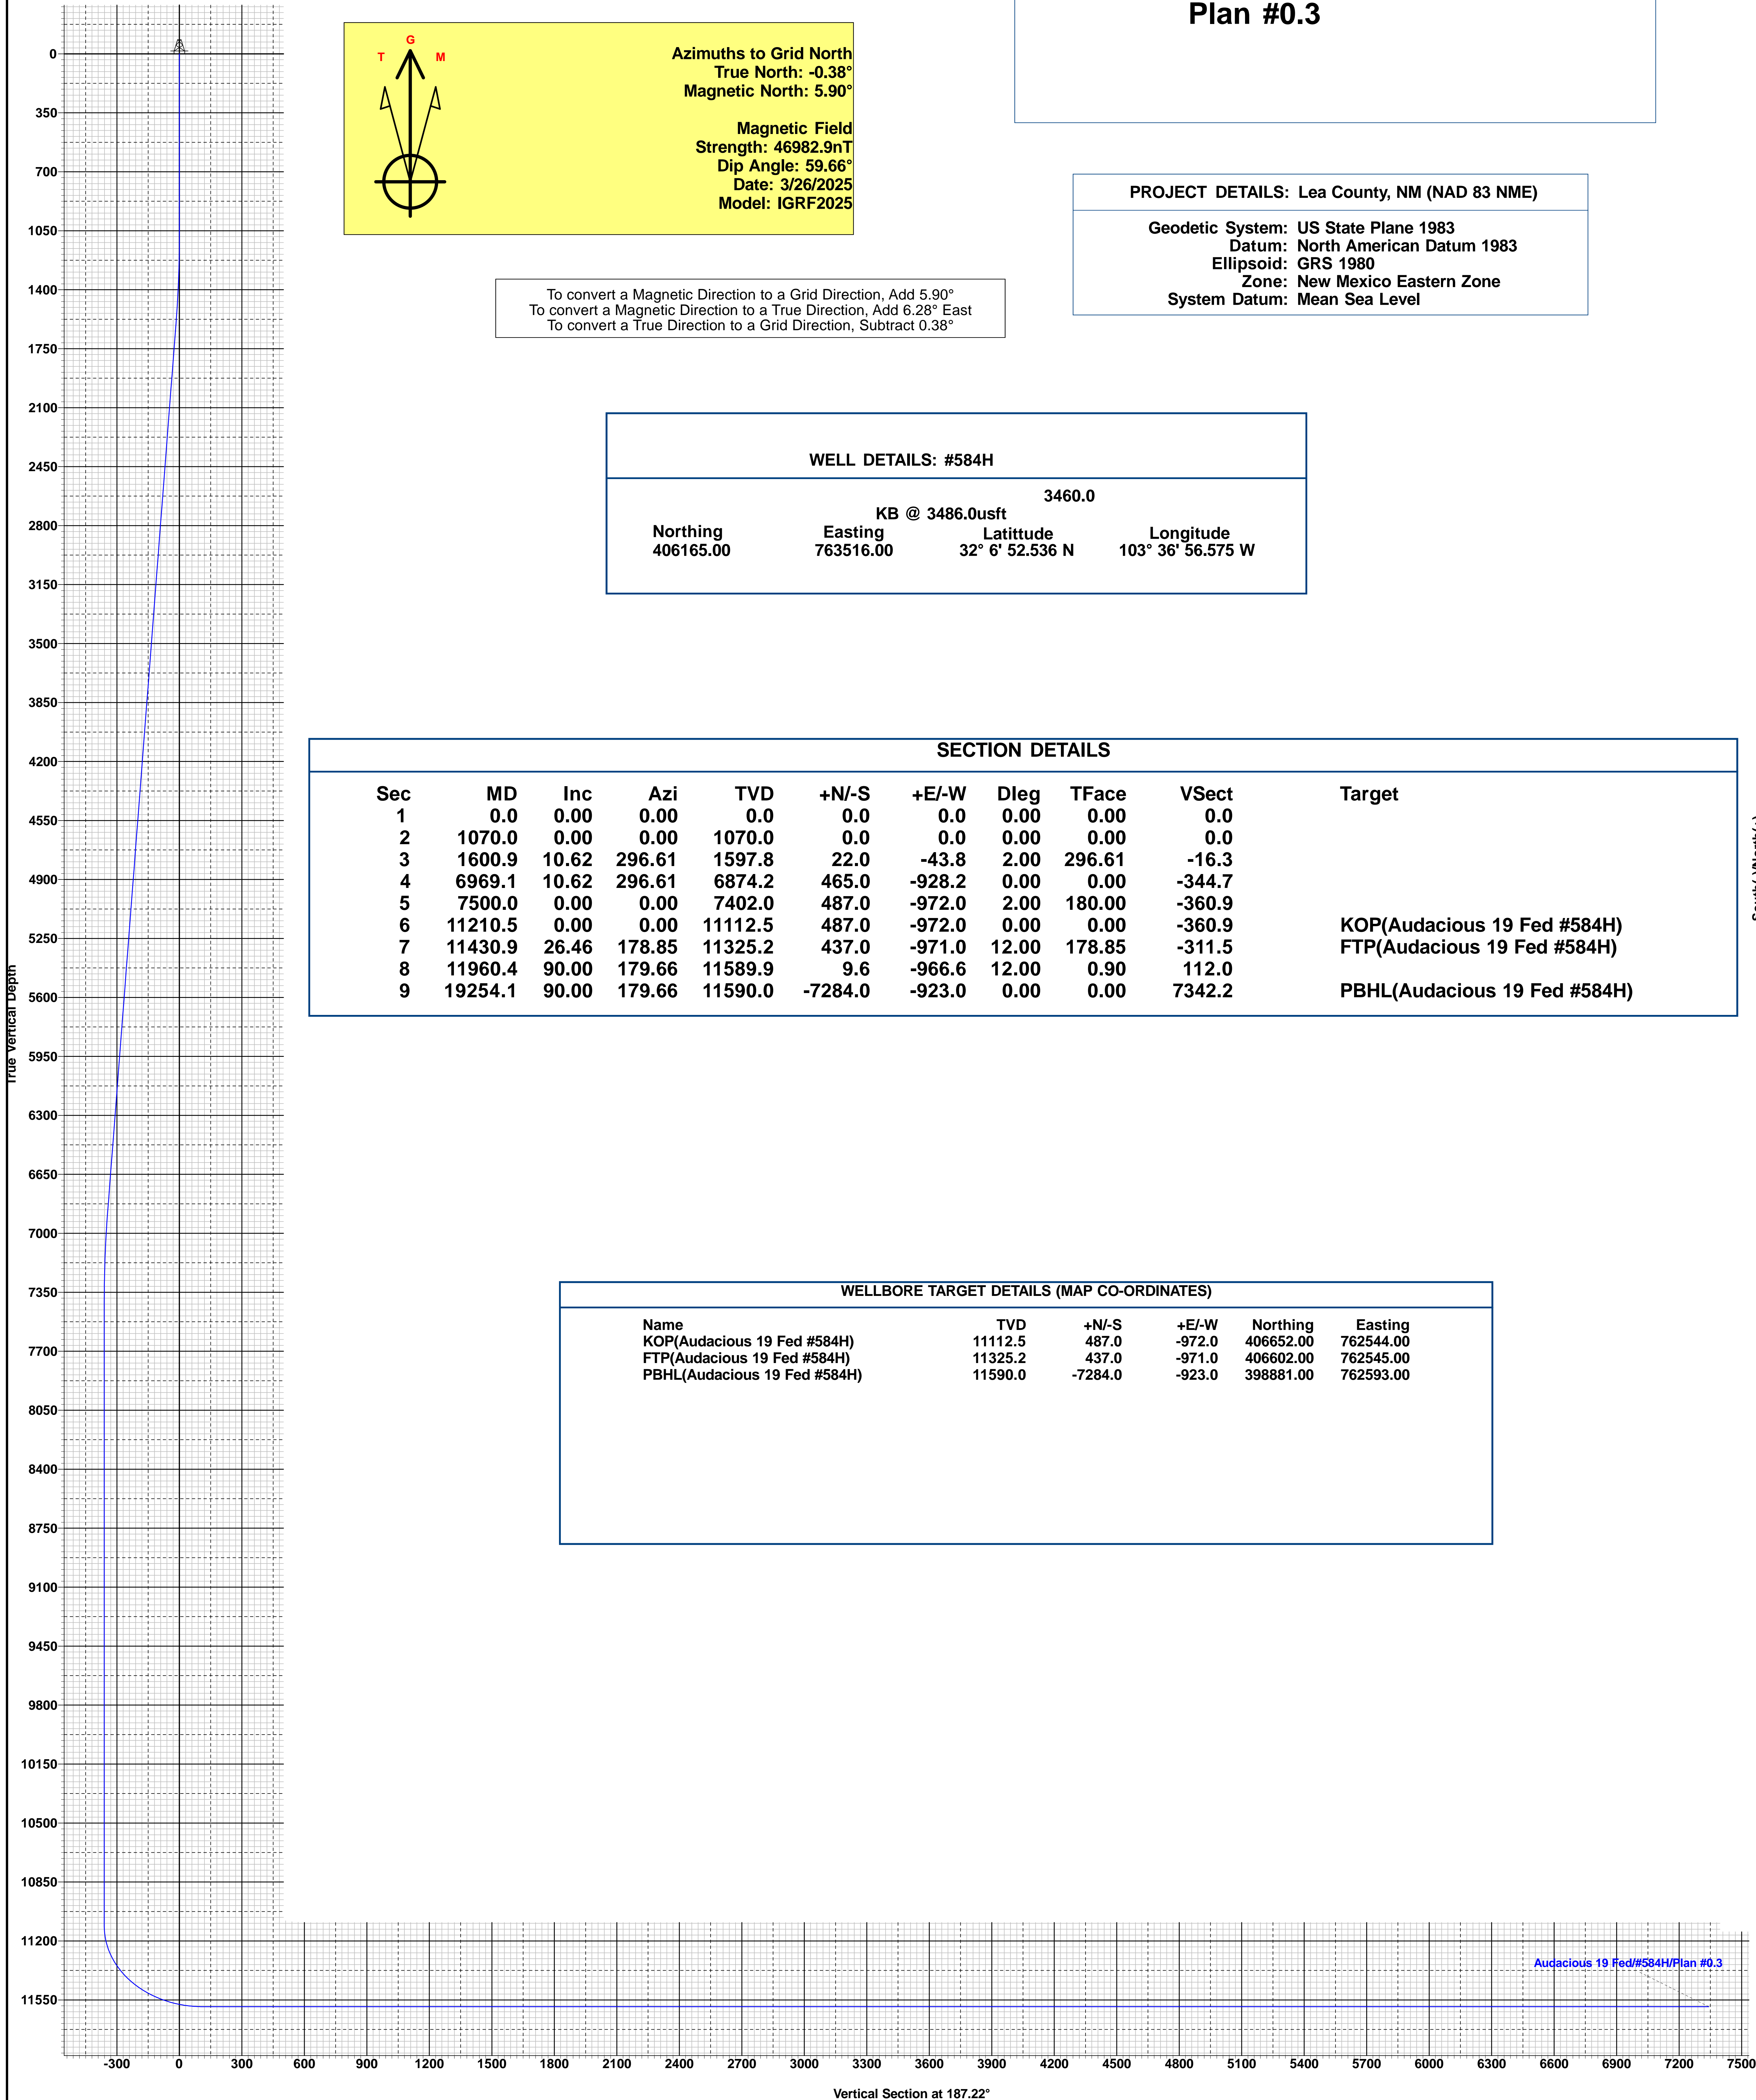 Plan #0.3
G
T M
Azimuths to Grid North
True North: -0.38°
Magnetic North: 5.90°
Magnetic Field
Strength: 46982.9nT
Dip Angle: 59.66°
Date: 3/26/2025
Model: IGRF2025
PROJECT DETAILS: Lea County, NM (NAD 83 NME)
Geodetic System: US State Plane 1983
Datum: North American Datum 1983
Ellipsoid: GRS 1980
Zone: New Mexico Eastern Zone
System Datum: Mean Sea Level
To convert a Magnetic Direction to a Grid Direction, Add 5.90°
To convert a Magnetic Direction to a True Direction, Add 6.28° East
To convert a True Direction to a Grid Direction, Subtract 0.38°
WELL DETAILS: #584H
3460.0
KB @ 3486.0usft
Northing Easting Latittude Longitude
406165.00 763516.00 32° 6' 52.536 N 103° 36' 56.575 W
SECTION DETAILS
Sec MD Inc Azi TVD +N/-S +E/-W Dleg TFace VSect Target
1 0.0 0.00 0.00 0.0 0.0 0.0 0.00 0.00 0.0
2 1070.0 0.00 0.00 1070.0 0.0 0.0 0.00 0.00 0.0
3 1600.9 10.62 296.61 1597.8 22.0 -43.8 2.00 296.61 -16.3
4 6969.1 10.62 296.61 6874.2 465.0 -928.2 0.00 0.00 -344.7
5 7500.0 0.00 0.00 7402.0 487.0 -972.0 2.00 180.00 -360.9
6 11210.5 0.00 0.00 11112.5 487.0 -972.0 0.00 0.00 -360.9 KOP(Audacious 19 Fed #584H)
7 11430.9 26.46 178.85 11325.2 437.0 -971.0 12.00 178.85 -311.5 FTP(Audacious 19 Fed #584H)
8 11960.4 90.00 179.66 11589.9 9.6 -966.6 12.00 0.90 112.0
9 19254.1 90.00 179.66 11590.0 -7284.0 -923.0 0.00 0.00 7342.2 PBHL(Audacious 19 Fed #584H)
WELLBORE TARGET DETAILS (MAP CO-ORDINATES)
Name TVD +N/-S +E/-W Northing Easting
KOP(Audacious 19 Fed #584H) 11112.5 487.0 -972.0 406652.00 762544.00
FTP(Audacious 19 Fed #584H) 11325.2 437.0 -971.0 406602.00 762545.00
PBHL(Audacious 19 Fed #584H) 11590.0 -7284.0 -923.0 398881.00 762593.00
True Vertical Depth
0
350
700
1050
1400
1750
2100
2450
2800
3150
3500
3850
4200
4550
4900
5250
5600
5950
6300
6650
7000
7350
7700
8050
8400
8750
9100
9450
9800
10150
10500
10850
11200
11550
Audacious 19 Fed/#584H/Plan #0.3
-300 0 300 600 900 1200 1500 1800 2100 2400 2700 3000 3300 3600 3900 4200 4500 4800 5100 5400 5700 6000 6300 6600 6900 7200 7500
Vertical Section at 187.22°